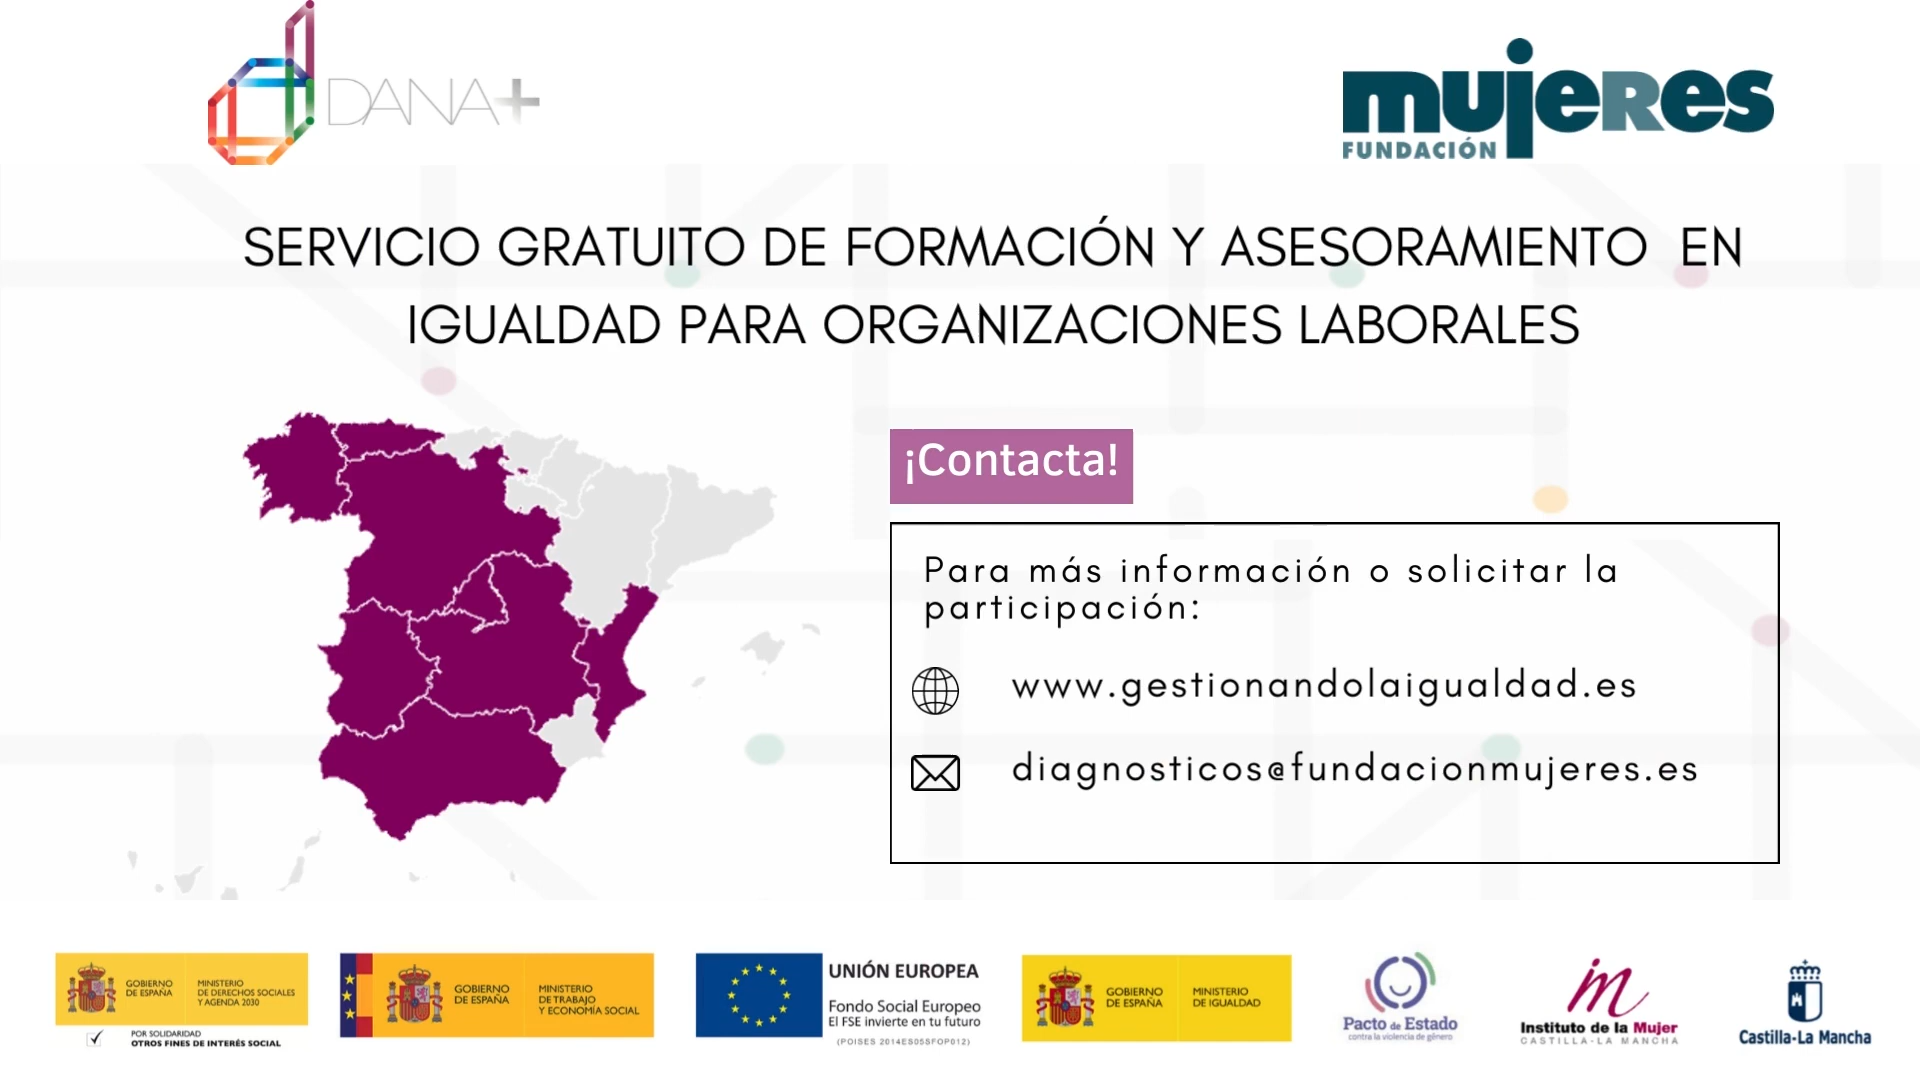 DANA+
mujeres
FUNDACIÓN
SERVICIO GRATUITO DE FORMACIÓN Y ASESORAMIENTO EN
IGUALDAD PARA ORGANIZACIONES LABORALES
¡Contacta!
Para más información o solicitar la
participación:
www.gestionandolaigualdad.es
diagnosticos@fundacionmujeres.es
GOBIERNO
DE ESPAÑA
MINISTERIO
DE DERECHOS SOCIALES
Y AGENDA 2030
POR SOLIDARIDAD
OTROS FINES DE INTERÉS SOCIAL
GOBIERNO
DE ESPAÑA
MINISTERIO
DE TRABAJO
Y ECONOMÍA SOCIAL
UNIÓN EUROPEA
Fondo Social Europeo
El FSE invierte en tu futuro
(POISES 2014ES05SFOP012)
GOBIERNO
DE ESPAÑA
MINISTERIO
DE IGUALDAD
Pacto de Estado
contra la violencia de género
im
Instituto de la Mujer
CASTILLA-LA MANCHA
Castilla-La Mancha